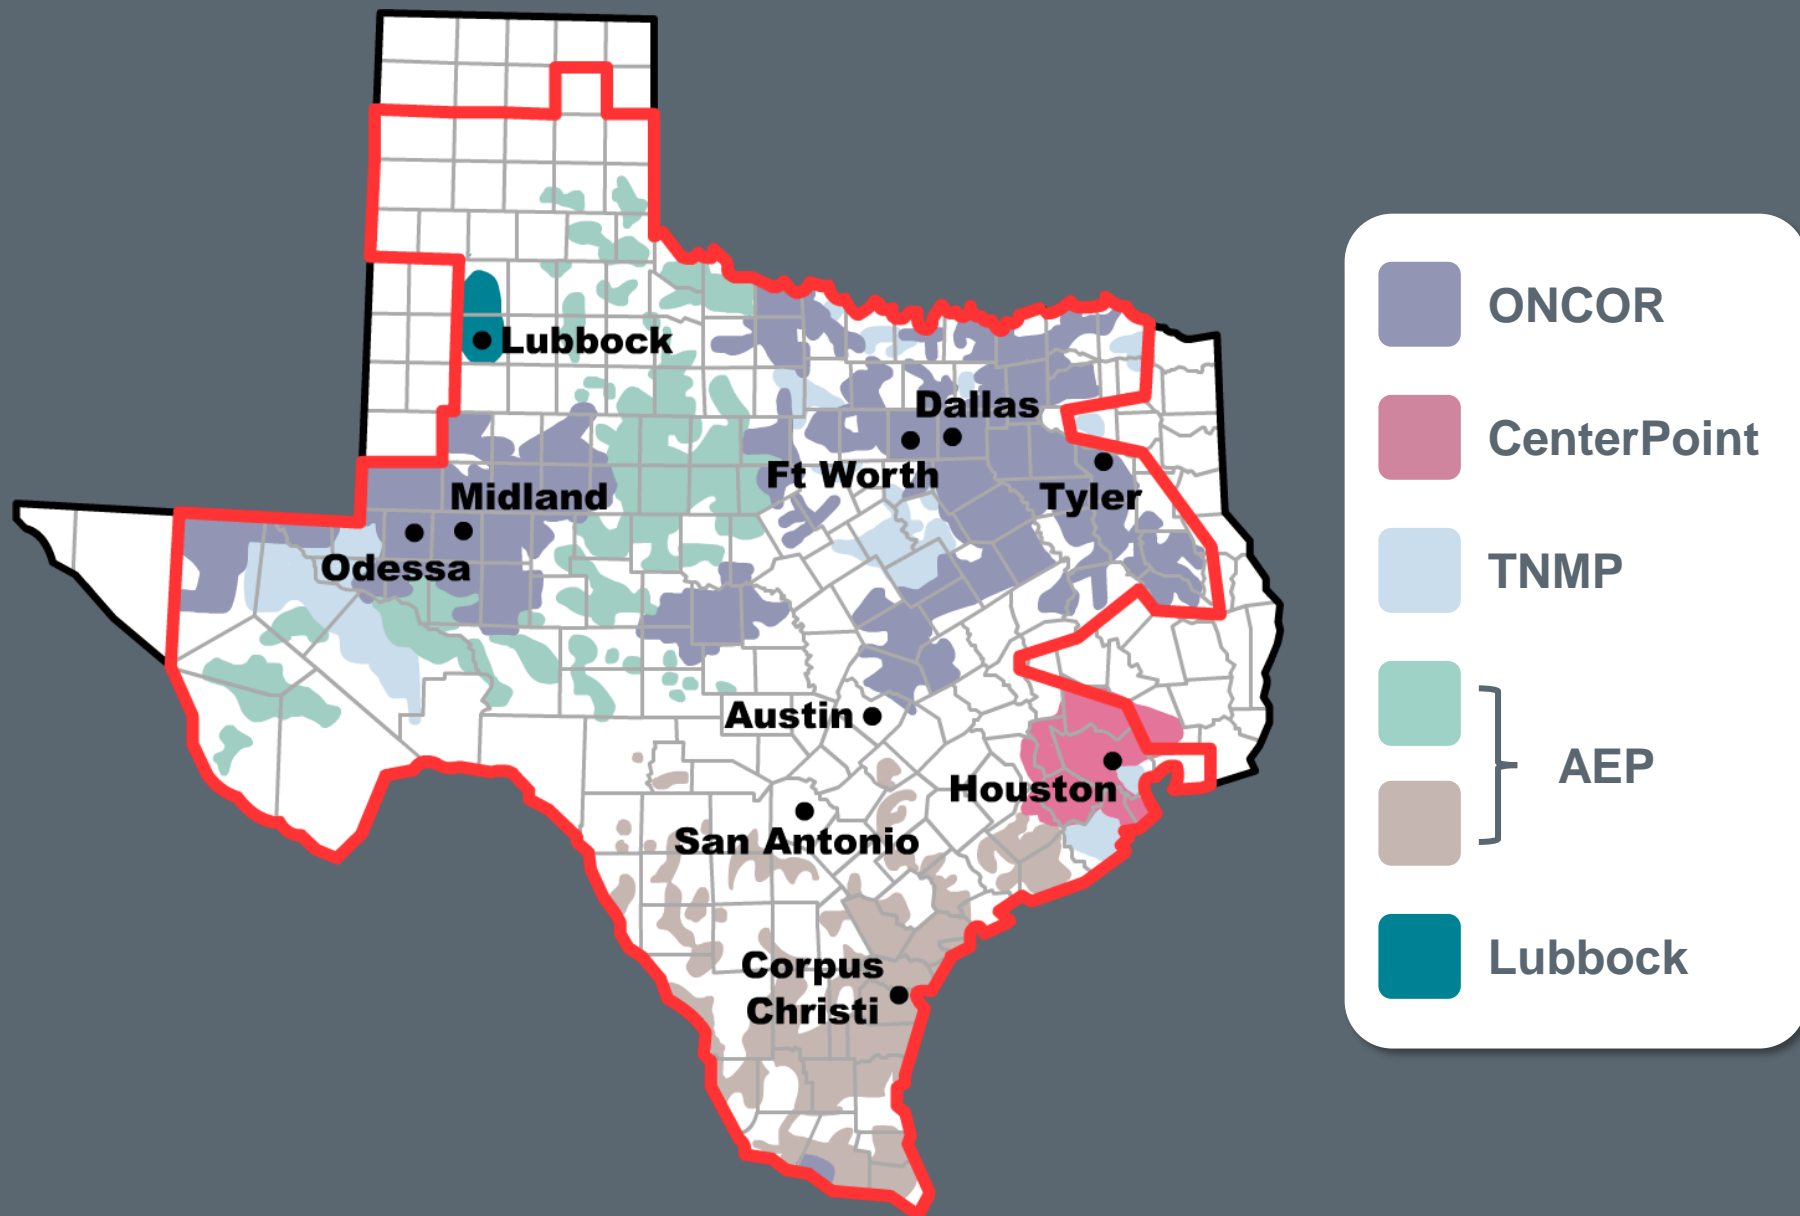 Lubbock
Dallas
Ft Worth
Midland
Tyler
Odessa
Austin
Houston
San Antonio
Corpus
Christi
ONCOR
CenterPoint
TNMP
AEP
Lubbock